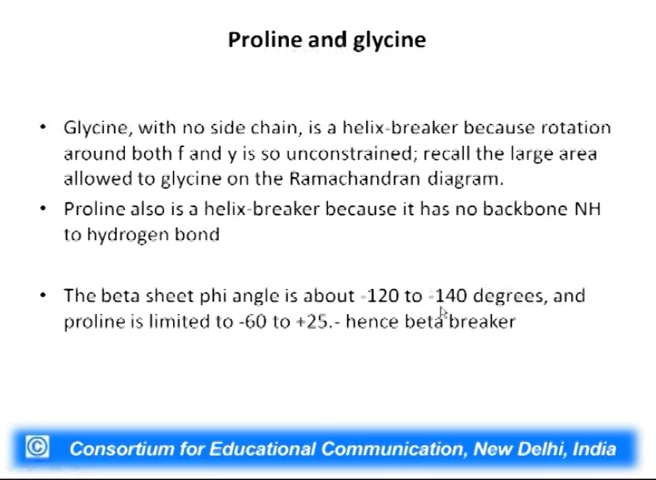 Proline and glycine
• Glycine, with no side chain, is a helix-breaker because rotation
around both f and y is so unconstrained; recall the large area
allowed to glycine on the Ramachandran diagram.
• Proline also is a helix-breaker because it has no backbone NH
to hydrogen bond
• The beta sheet phi angle is about -120 to -140 degrees, and
proline is limited to -60 to +25.- hence beta breaker
© Consortium for Educational Communication, New Delhi, India